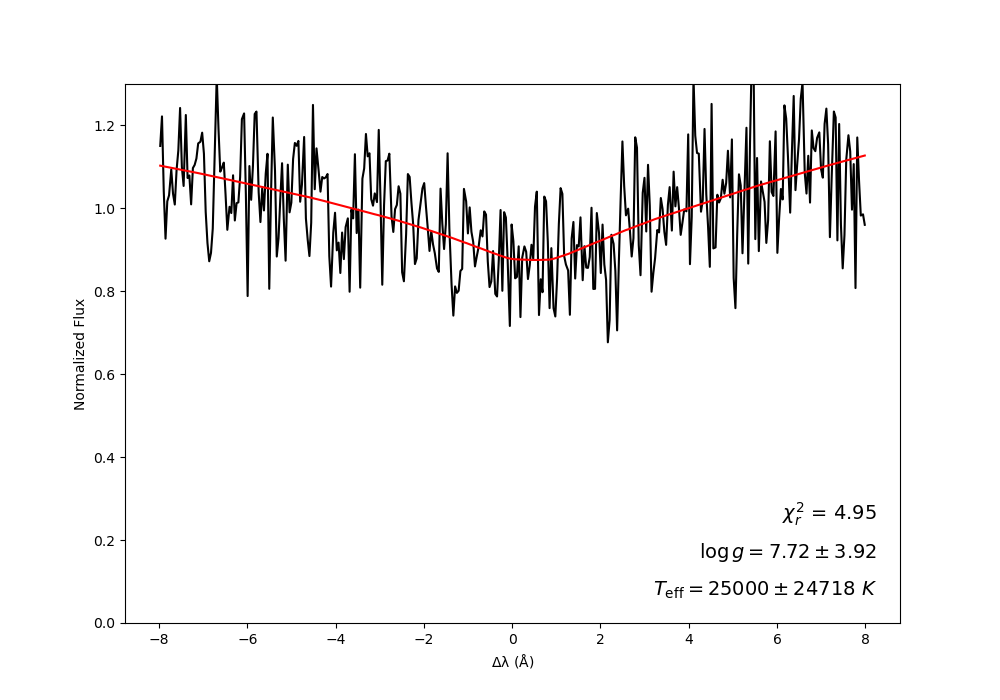 1.2
1.0
0.8
0.6
0.4
0.2
0.0
Normalized Flux
χ²ᵣ = 4.95
log g = 7.72 ± 3.92
T_eff = 25000 ± 24718 K
−8 −6 −4 −2 0 2 4 6 8
Δλ (Å)